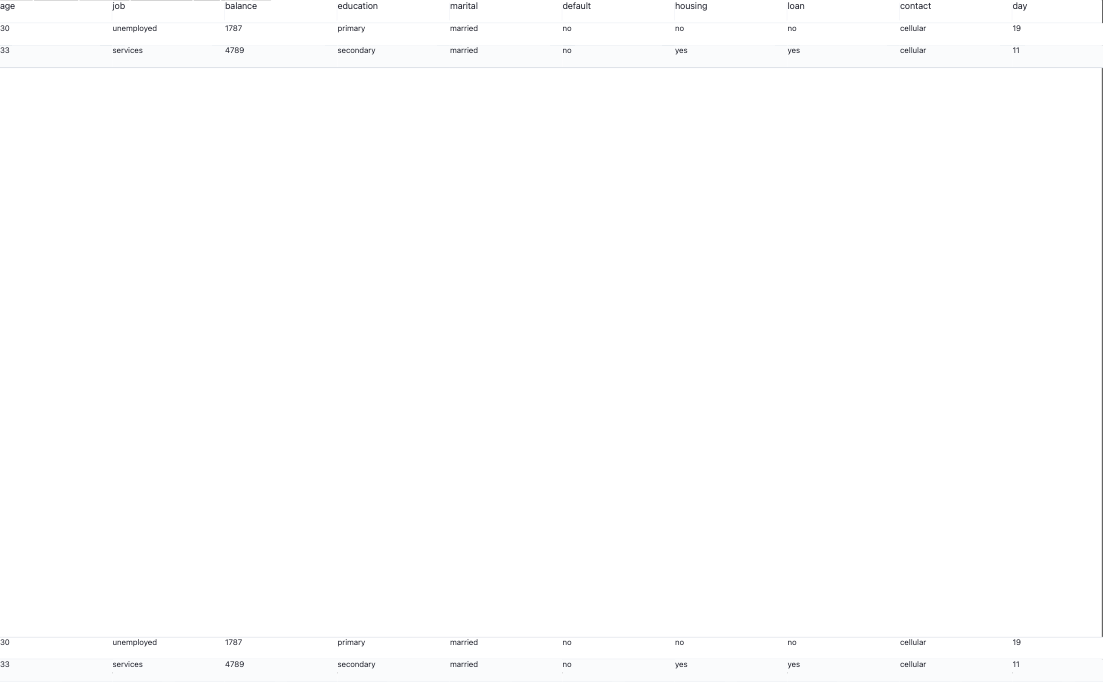 age job balance education marital default housing loan contact day
30 unemployed 1787 primary married no no no cellular 19
33 services 4789 secondary married no yes yes cellular 11
30 unemployed 1787 primary married no no no cellular 19
33 services 4789 secondary married no yes yes cellular 11